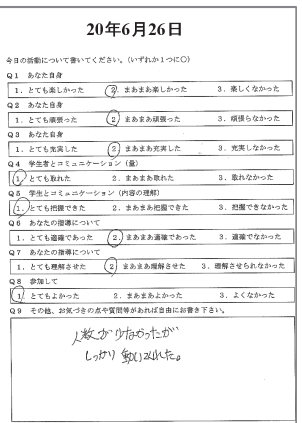 20年6月26日
今日の活動について書いてください。(いずれか1つに○)
Q1 あなた自身
1．とても楽しかった 2．まあまあ楽しかった 3．楽しくなかった
Q2 あなた自身
1．とても頑張った 2．まあまあ頑張った 3．頑張らなかった
Q3 あなた自身
1．とても充実した 2．まあまあ充実した 3．充実しなかった
Q4 学生者とコミュニケーション(量)
1．とても取れた 2．まあまあ取れた 3．取れなかった
Q5 学生とコミュニケーション(内容の理解)
1．とても把握できた 2．まあまあ把握できた 3．把握できなかった
Q6 あなたの指導について
1．とても適確であった 2．まあまあ適確であった 3．適確でなかった
Q7 あなたの指導について
1．とても理解させた 2．まあまあ理解させた 3．理解させられなかった
Q8 参加して
1．とてもよかった 2．まあまあよかった 3．よくなかった
Q9 その他、お気づきの点や質問等があれば自由にお書き下さい。
人数が少なかったが
しっかり動いてくれた。